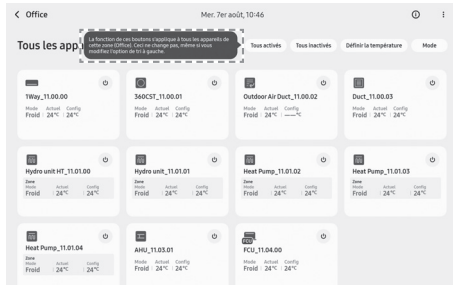 Office
Mer. 7er août, 10:46
Tous les app
La fonction de ces boutons s'applique à tous les appareils de
cette zone (Office). Ceci ne change pas, même si vous
modifiez l'option de tri à gauche.
Tous activés
Tous inactivés
Définir la température
Mode
1Way_11.00.00
Mode Actuel Config
Froid 24°C 24°C
360CST_11.00.01
Mode Actuel Config
Froid 24°C 24°C
Outdoor Air Duct_11.00.02
Mode Actuel Config
Froid 24°C ——°C
Duct_11.00.03
Mode Actuel Config
Froid 24°C 24°C
Hydro unit HT_11.01.00
Zone
Mode Actuel Config
Froid 24°C 24°C
Hydro unit_11.01.01
Zone
Mode Actuel Config
Froid 24°C 24°C
Heat Pump_11.01.02
Zone
Mode Actuel Config
Froid 24°C 24°C
Heat Pump_11.01.03
Zone
Mode Actuel Config
Froid 24°C 24°C
Heat Pump_11.01.04
Zone
Mode Actuel Config
Froid 24°C 24°C
AHU_11.03.01
Mode Actuel Config
Froid 24°C 24°C
FCU
FCU_11.04.00
Mode Actuel Config
Froid 24°C 24°C